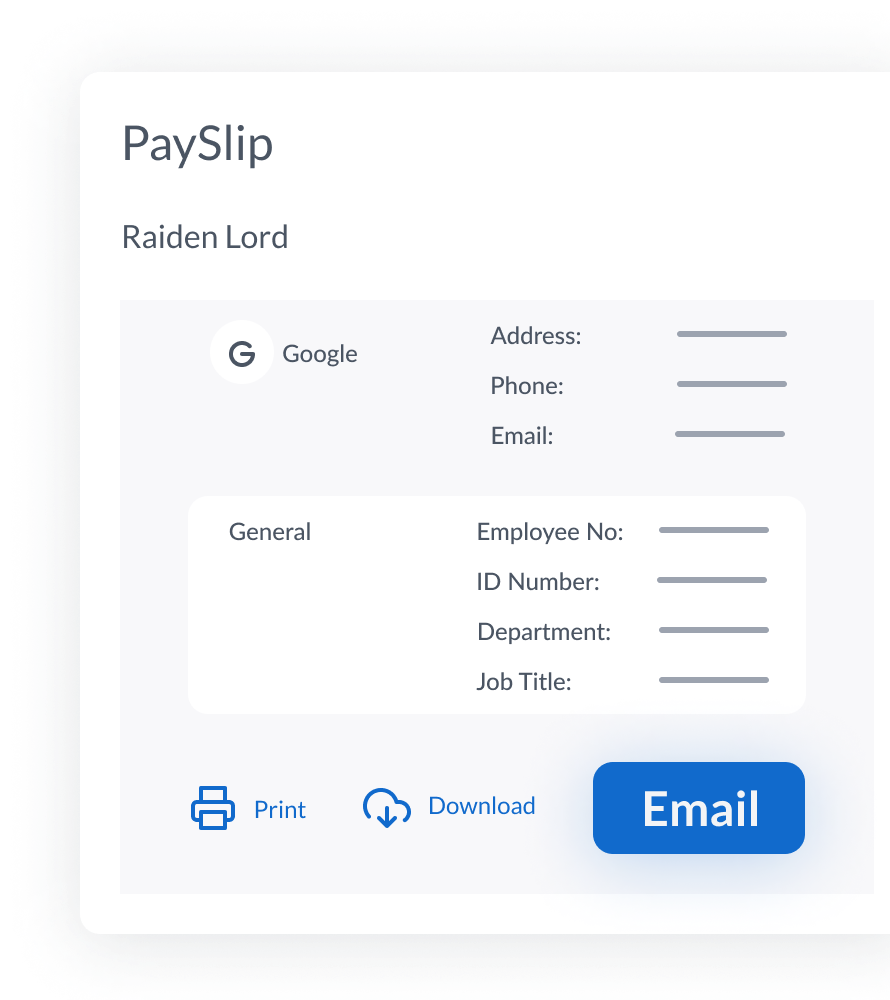 PaySlip
Raiden Lord
Google
Address:
Phone:
Email:
General
Employee No:
ID Number:
Department:
Job Title:
Print
Download
Email